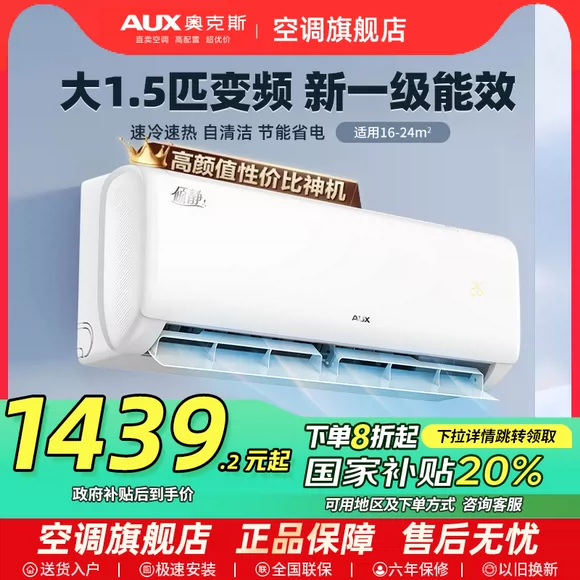 AUX奥克斯 空调旗舰店
直卖空调 高配置 超优价
大1.5匹变频 新一级能效
速冷速热 自清洁 节能省电 适用16-24m²
高颜值性价比神机
倾静
AUX
26
1439.2元起
政府补贴后到手价
下单8折起 下拉详情跳转领取
国家补贴20%
可用地区及下单方式 咨询客服
空调旗舰店 正品保障 售后无忧
送货入户 极速安装 全国联保 六年保修 以旧换新